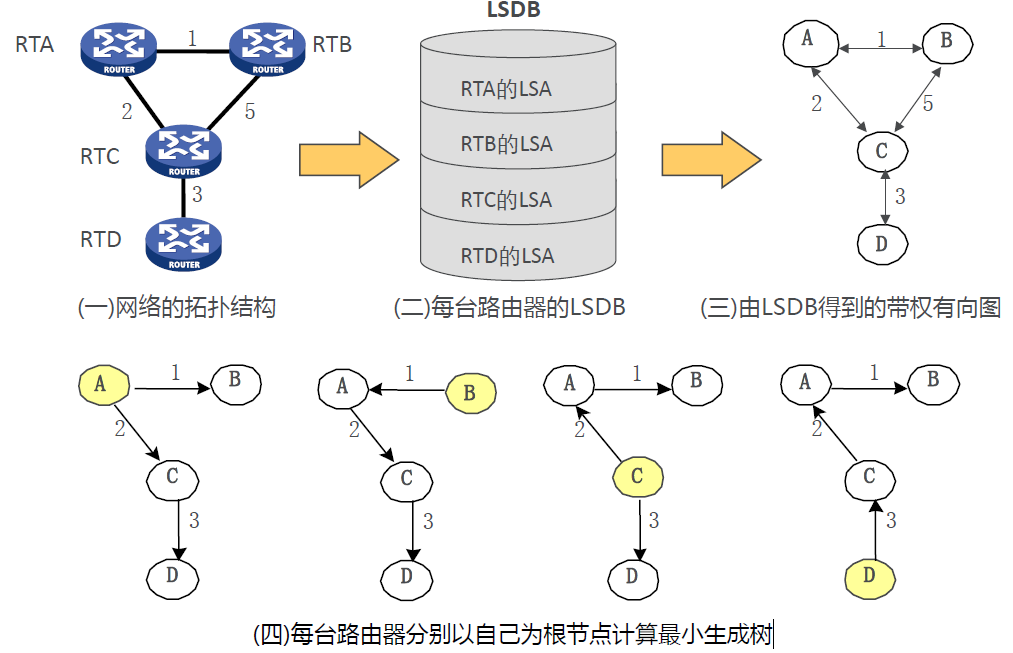 LSDB
RTA
1
RTB
ROUTER
ROUTER
2
5
RTC
ROUTER
3
RTD
ROUTER
RTA的LSA
RTB的LSA
RTC的LSA
RTD的LSA
A
1
B
2
5
C
3
D
(一)网络的拓扑结构
(二)每台路由器的LSDB
(三)由LSDB得到的带权有向图
A
1
B
2
C
3
D
A
1
B
2
C
3
D
A
1
B
2
C
3
D
A
1
B
2
C
3
D
(四)每台路由器分别以自己为根节点计算最小生成树